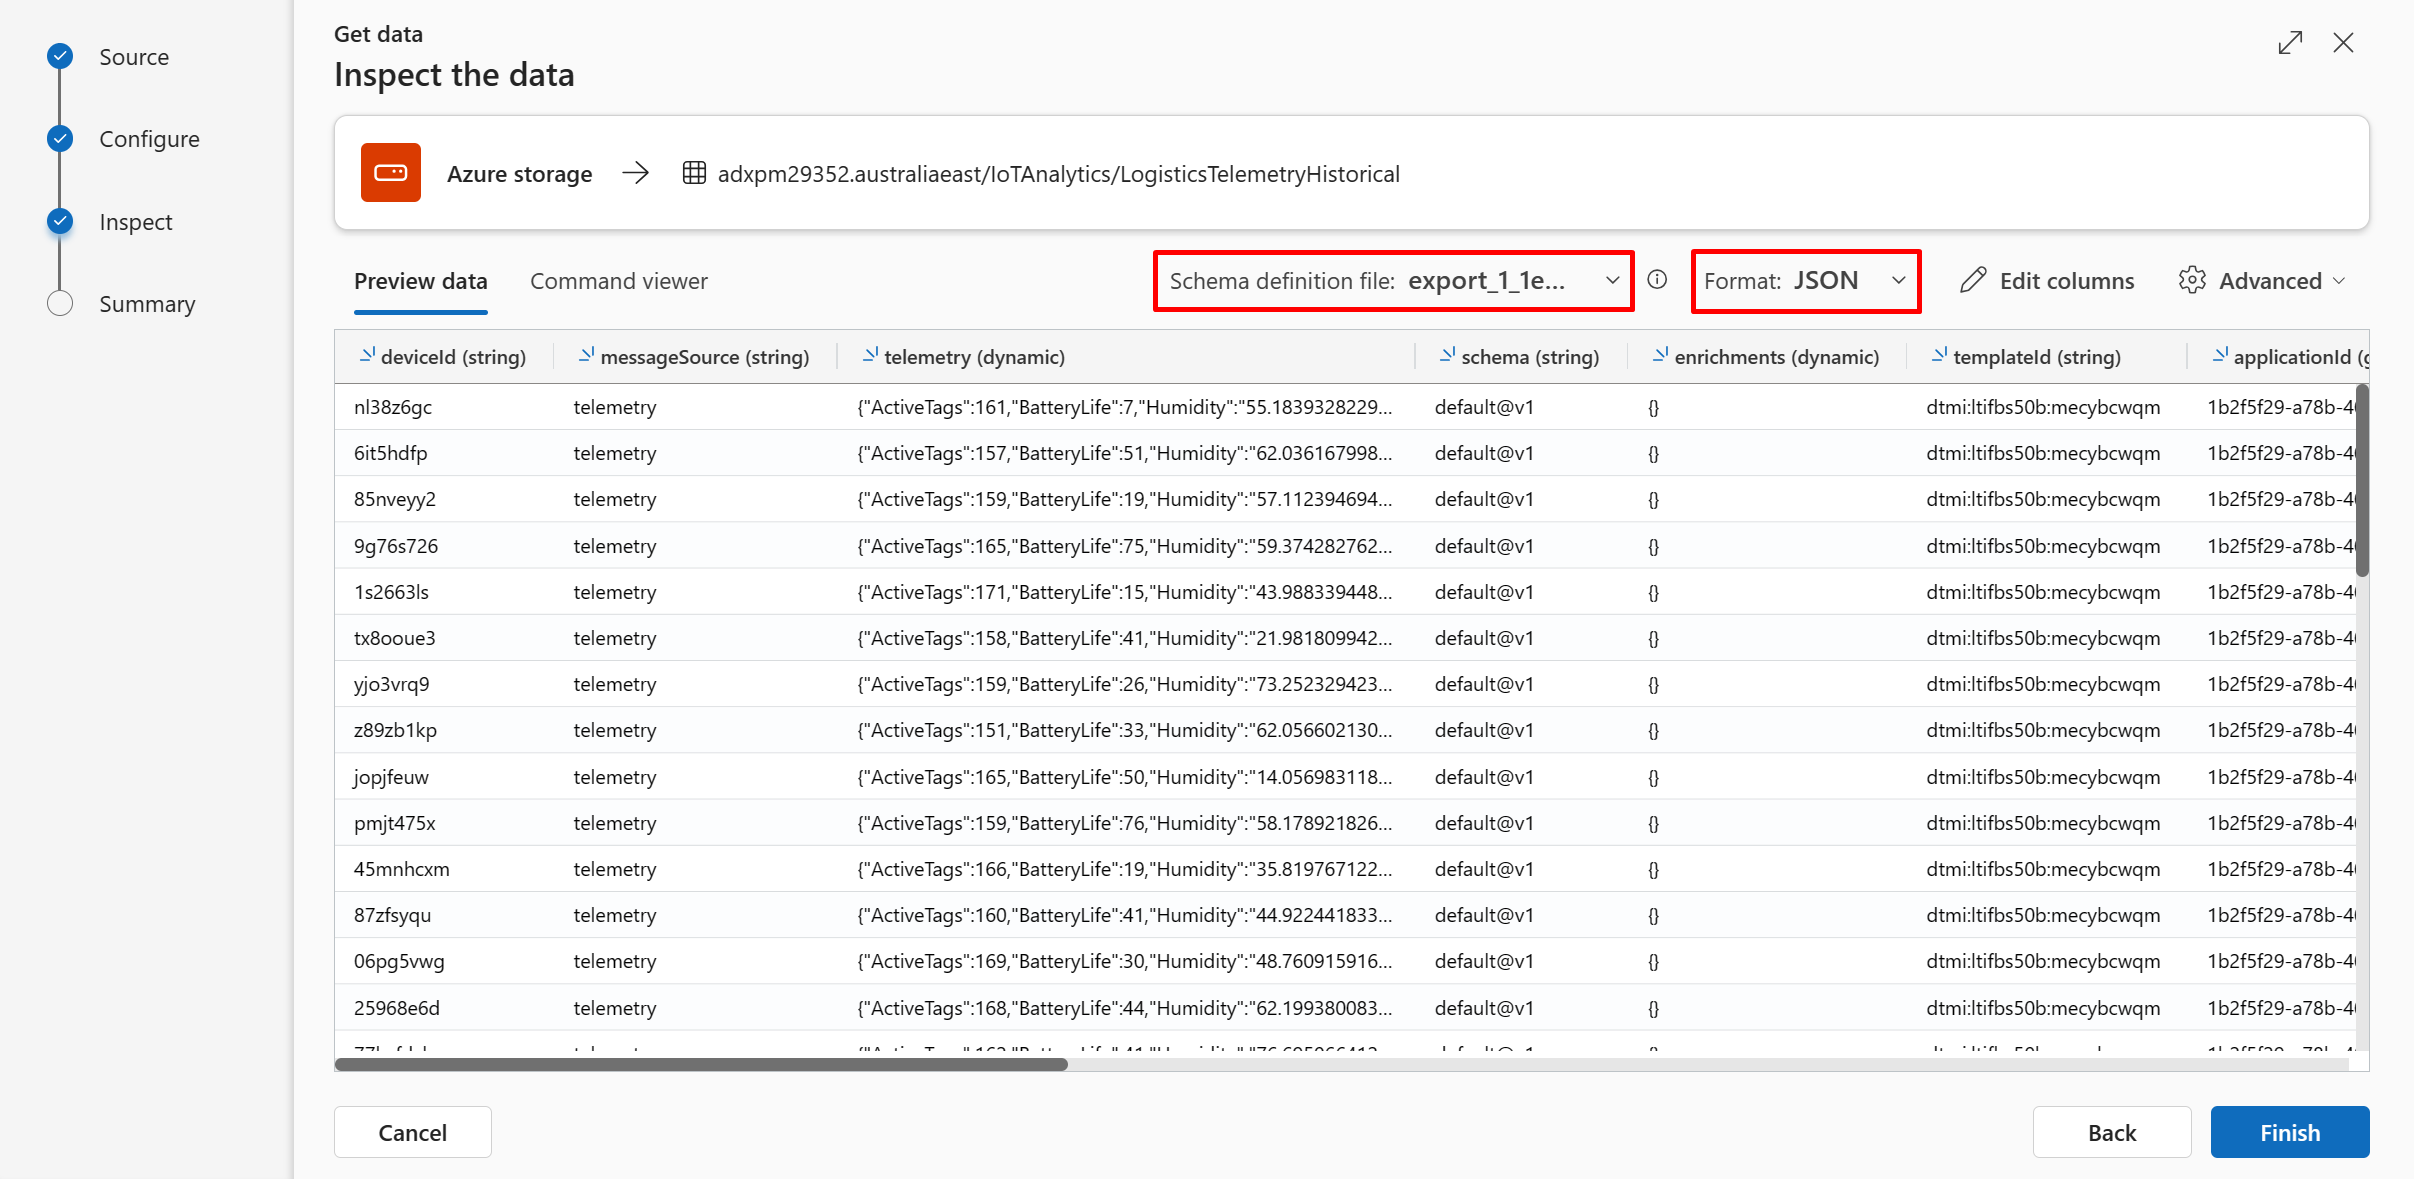 Source
Configure
Inspect
Summary
Get data
Inspect the data
Azure storage → adxpm29352.australiaeast/IoTAnalytics/LogisticsTelemetryHistorical
Preview data Command viewer Schema definition file: export_1_1e... Format: JSON Edit columns Advanced
deviceId (string) messageSource (string) telemetry (dynamic) schema (string) enrichments (dynamic) templateId (string) applicationId (g
nl38z6gc telemetry {"ActiveTags":161,"BatteryLife":7,"Humidity":"55.1839328229... default@v1 {} dtmi:ltifbs50b:mecybcwqm 1b2f5f29-a78b-40
6it5hdfp telemetry {"ActiveTags":157,"BatteryLife":51,"Humidity":"62.036167998... default@v1 {} dtmi:ltifbs50b:mecybcwqm 1b2f5f29-a78b-40
85nveyy2 telemetry {"ActiveTags":159,"BatteryLife":19,"Humidity":"57.112394694... default@v1 {} dtmi:ltifbs50b:mecybcwqm 1b2f5f29-a78b-40
9g76s726 telemetry {"ActiveTags":165,"BatteryLife":75,"Humidity":"59.374282762... default@v1 {} dtmi:ltifbs50b:mecybcwqm 1b2f5f29-a78b-40
1s2663ls telemetry {"ActiveTags":171,"BatteryLife":15,"Humidity":"43.988339448... default@v1 {} dtmi:ltifbs50b:mecybcwqm 1b2f5f29-a78b-40
tx8ooue3 telemetry {"ActiveTags":158,"BatteryLife":41,"Humidity":"21.981809942... default@v1 {} dtmi:ltifbs50b:mecybcwqm 1b2f5f29-a78b-40
yjo3vrq9 telemetry {"ActiveTags":159,"BatteryLife":26,"Humidity":"73.252329423... default@v1 {} dtmi:ltifbs50b:mecybcwqm 1b2f5f29-a78b-40
z89zb1kp telemetry {"ActiveTags":151,"BatteryLife":33,"Humidity":"62.056602130... default@v1 {} dtmi:ltifbs50b:mecybcwqm 1b2f5f29-a78b-40
jopjfeuw telemetry {"ActiveTags":165,"BatteryLife":50,"Humidity":"14.056983118... default@v1 {} dtmi:ltifbs50b:mecybcwqm 1b2f5f29-a78b-40
pmjt475x telemetry {"ActiveTags":159,"BatteryLife":76,"Humidity":"58.178921826... default@v1 {} dtmi:ltifbs50b:mecybcwqm 1b2f5f29-a78b-40
45mnhcxm telemetry {"ActiveTags":166,"BatteryLife":19,"Humidity":"35.819767122... default@v1 {} dtmi:ltifbs50b:mecybcwqm 1b2f5f29-a78b-40
87zfsyqu telemetry {"ActiveTags":160,"BatteryLife":41,"Humidity":"44.922441833... default@v1 {} dtmi:ltifbs50b:mecybcwqm 1b2f5f29-a78b-40
06pg5vwg telemetry {"ActiveTags":169,"BatteryLife":30,"Humidity":"48.760915916... default@v1 {} dtmi:ltifbs50b:mecybcwqm 1b2f5f29-a78b-40
25968e6d telemetry {"ActiveTags":168,"BatteryLife":44,"Humidity":"62.199380083... default@v1 {} dtmi:ltifbs50b:mecybcwqm 1b2f5f29-a78b-40
Cancel Back Finish